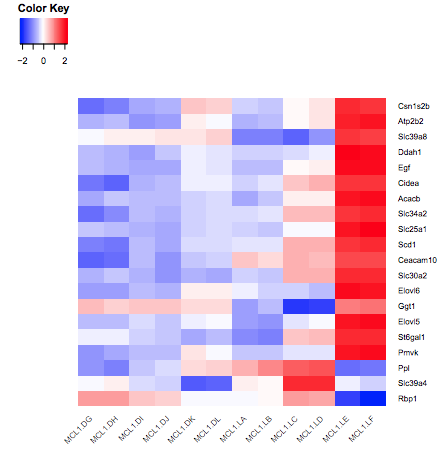 Color Key
−2 0 1 2
Csn1s2b
Atp2b2
Slc39a8
Ddah1
Egf
Cidea
Acacb
Slc34a2
Slc25a1
Scd1
Ceacam10
Slc30a2
Elovl6
Ggt1
Elovl5
St6gal1
Pmvk
Ppl
Slc39a4
Rbp1
MCL1.DG
MCL1.DH
MCL1.DI
MCL1.DJ
MCL1.DK
MCL1.DL
MCL1.LA
MCL1.LB
MCL1.LC
MCL1.LD
MCL1.LE
MCL1.LF